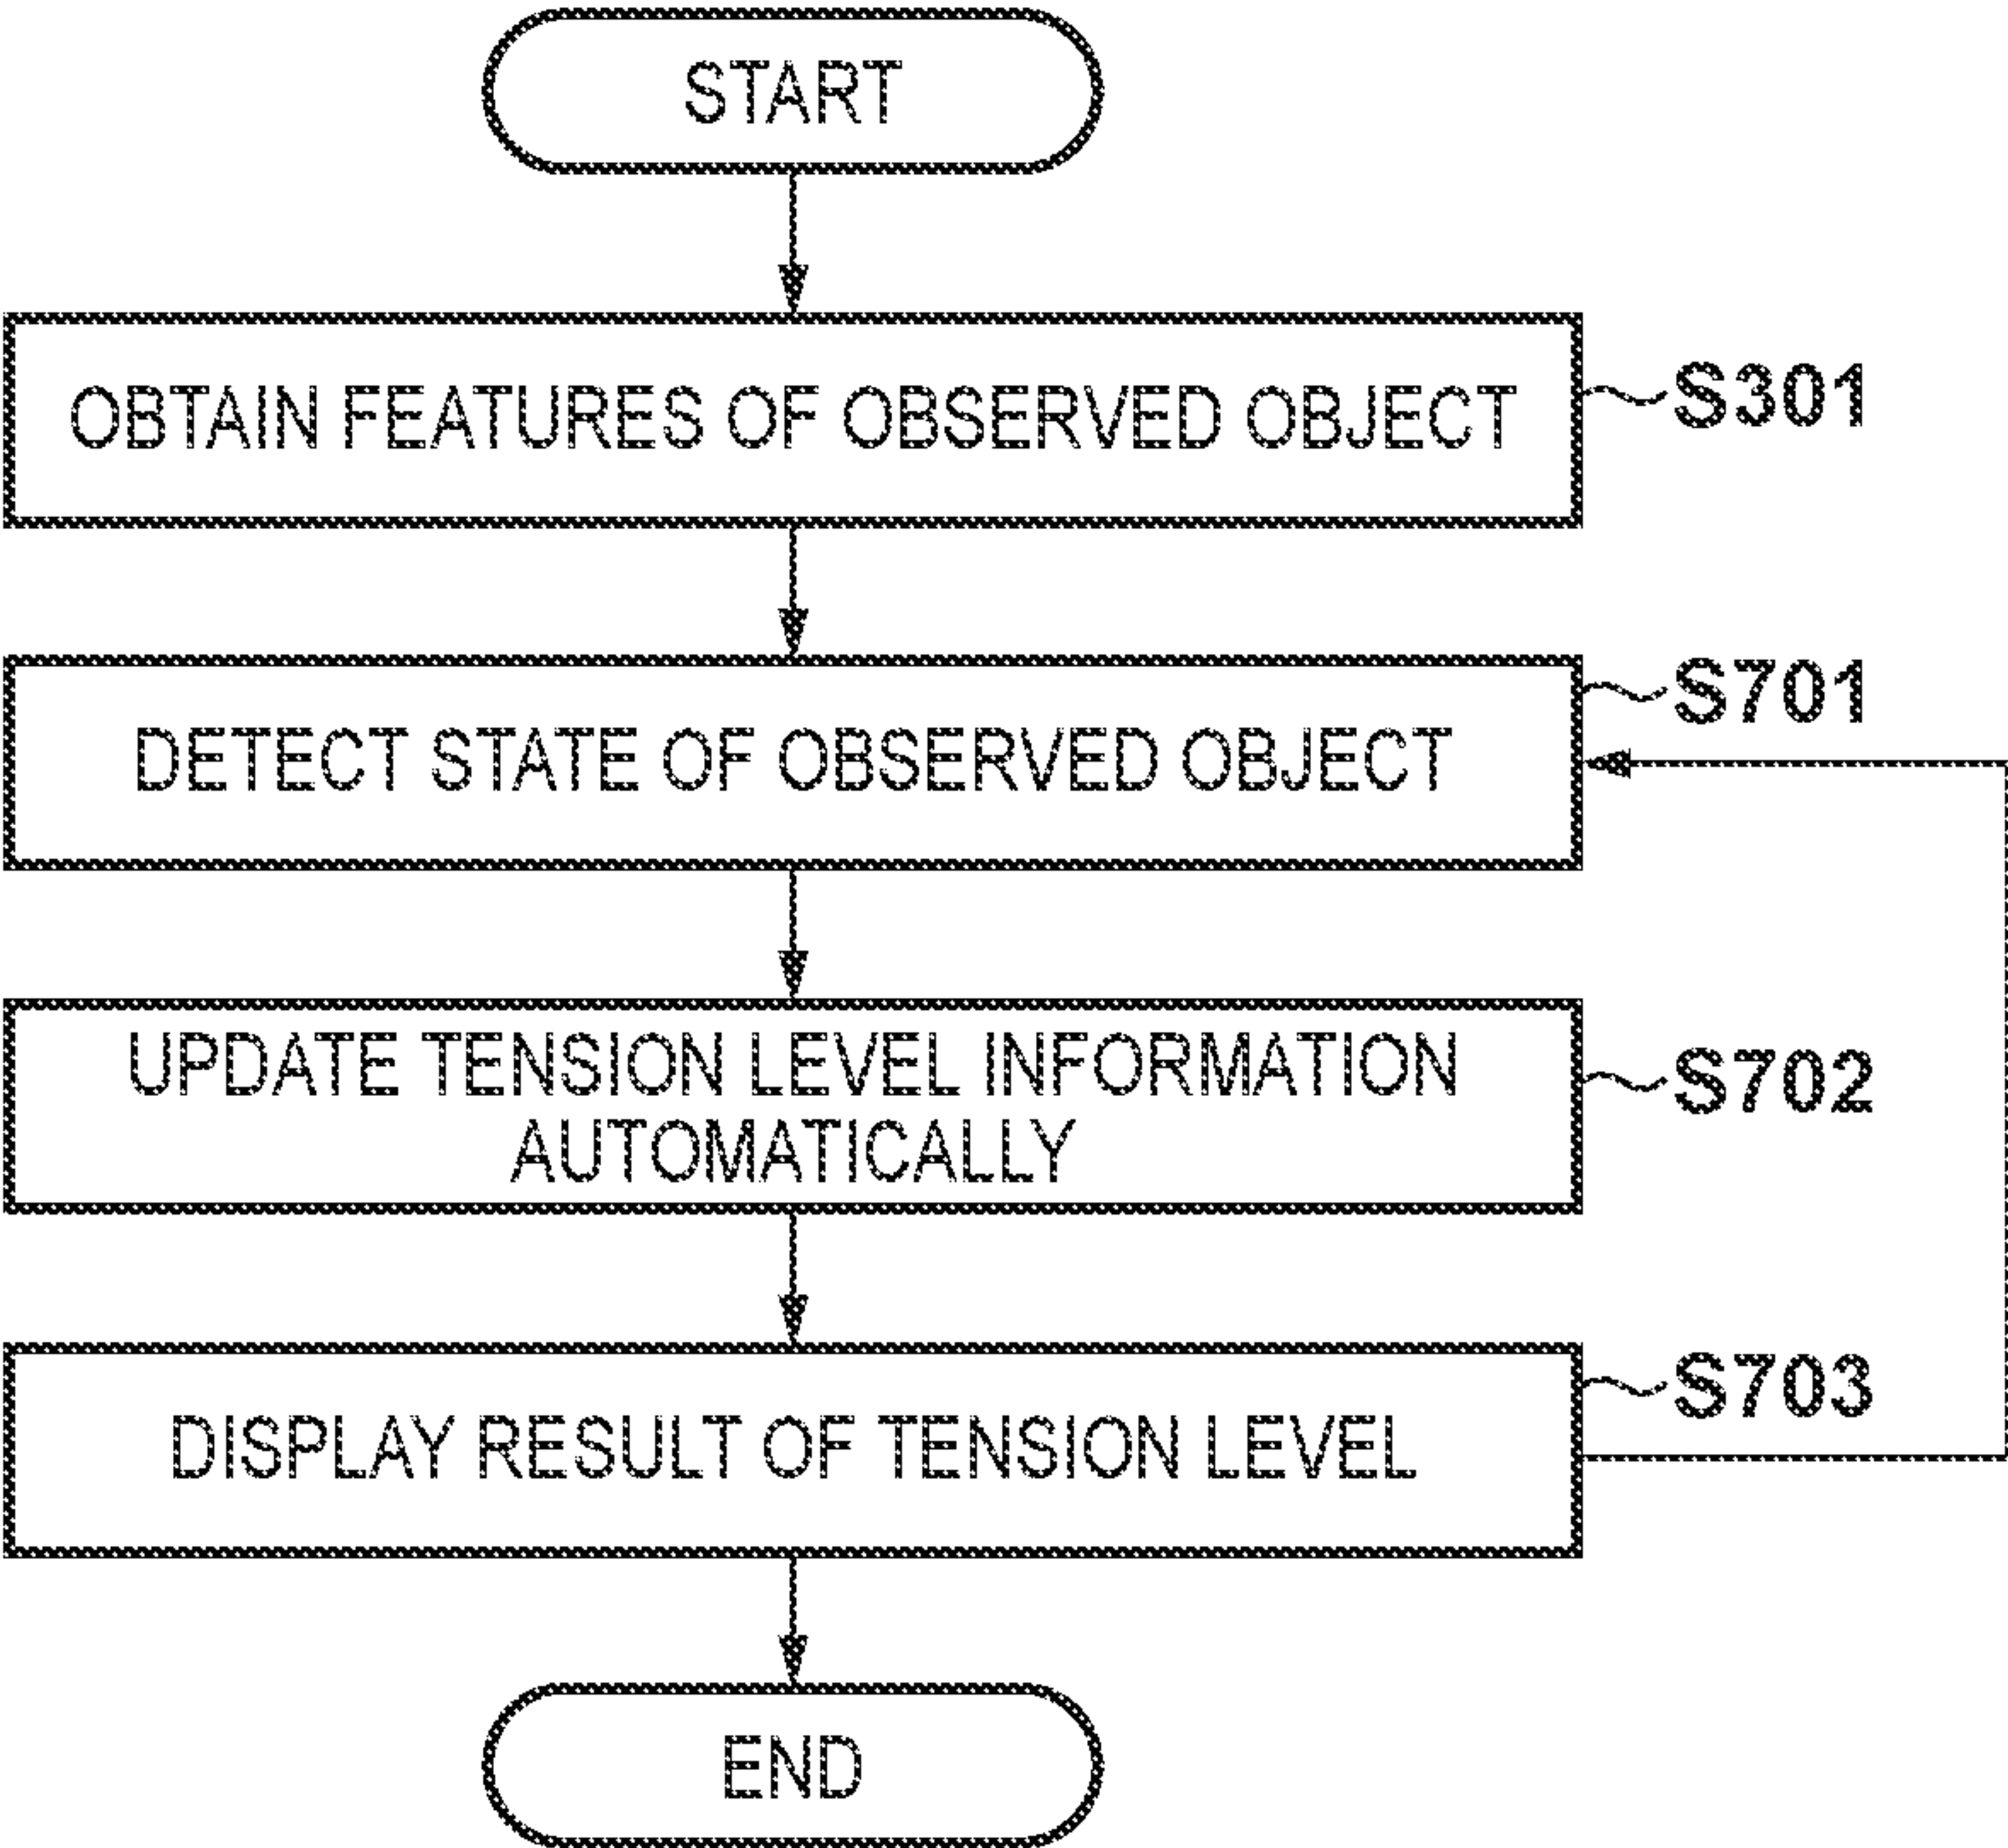 START
OBTAIN FEATURES OF OBSERVED OBJECT
S301
DETECT STATE OF OBSERVED OBJECT
S701
UPDATE TENSION LEVEL INFORMATION
AUTOMATICALLY
S702
DISPLAY RESULT OF TENSION LEVEL
S703
END